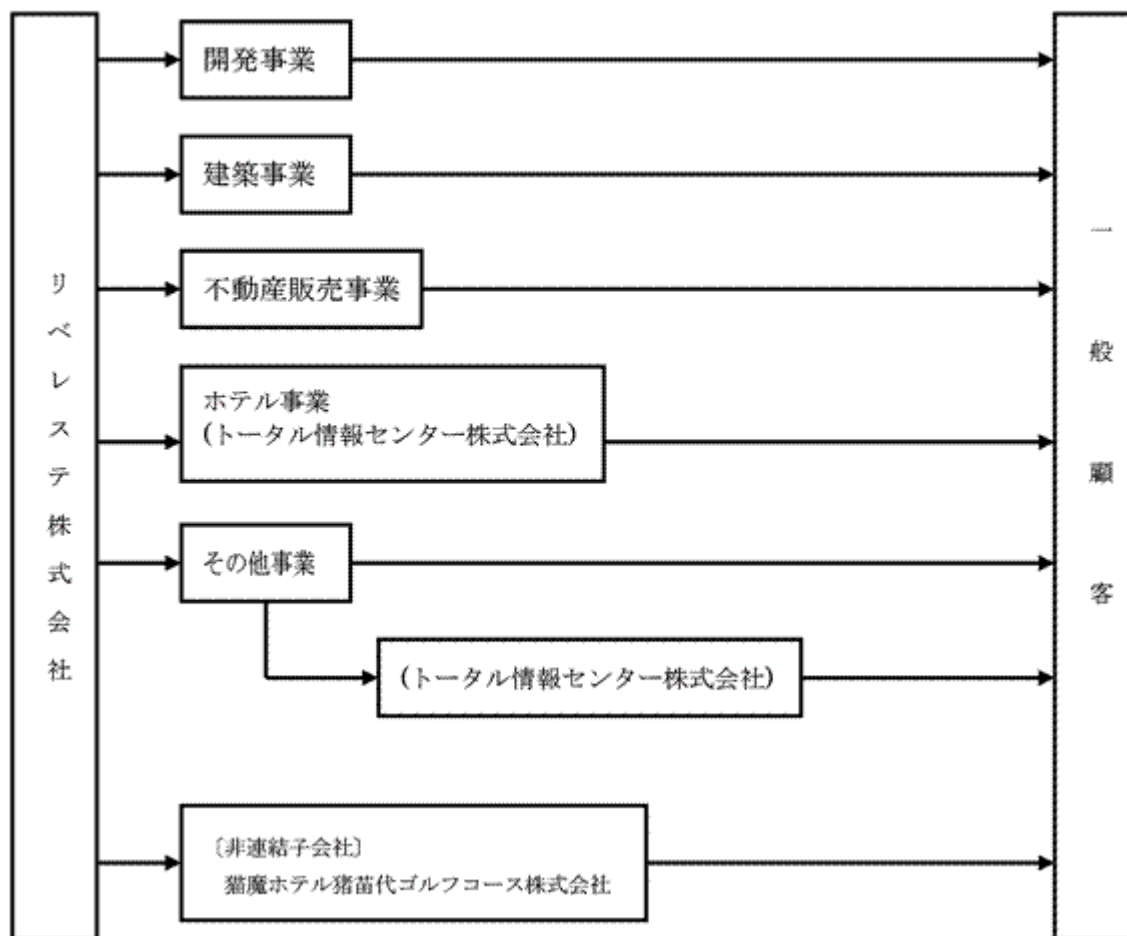 リベレステ株式会社
開発事業
建築事業
不動産販売事業
ホテル事業
(トータル情報センター株式会社)
その他事業
(トータル情報センター株式会社)
〔非連結子会社〕
猫魔ホテル猪苗代ゴルフコース株式会社
一般顧客